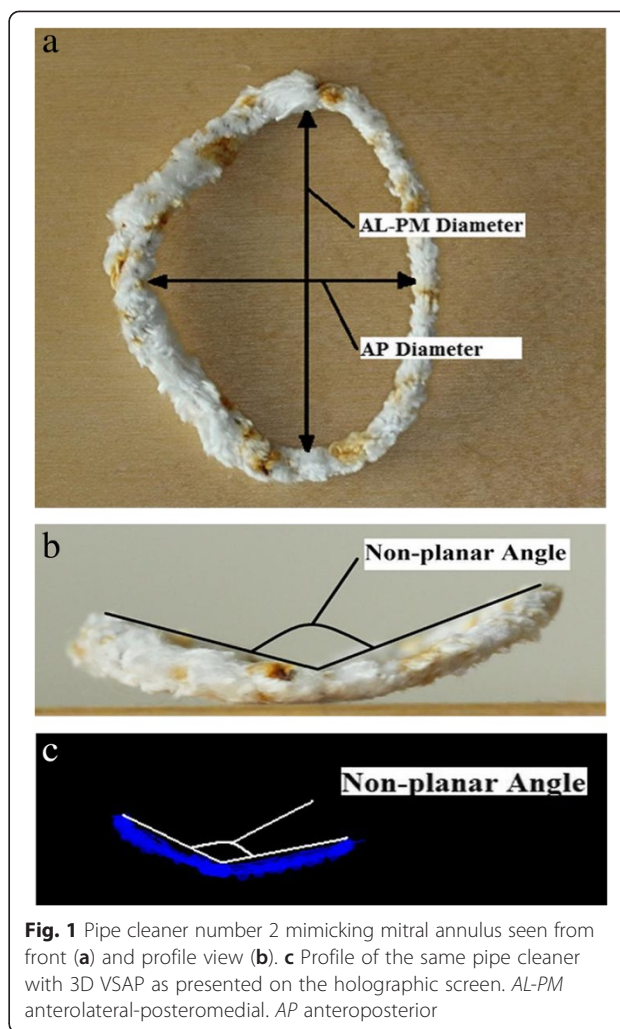 a
AL-PM Diameter
AP Diameter
b
Non-planar Angle
c
Non-planar Angle
Fig. 1 Pipe cleaner number 2 mimicking mitral annulus seen from
front (a) and profile view (b). c Profile of the same pipe cleaner
with 3D VSAP as presented on the holographic screen. AL-PM
anterolateral-posteromedial. AP anteroposterior